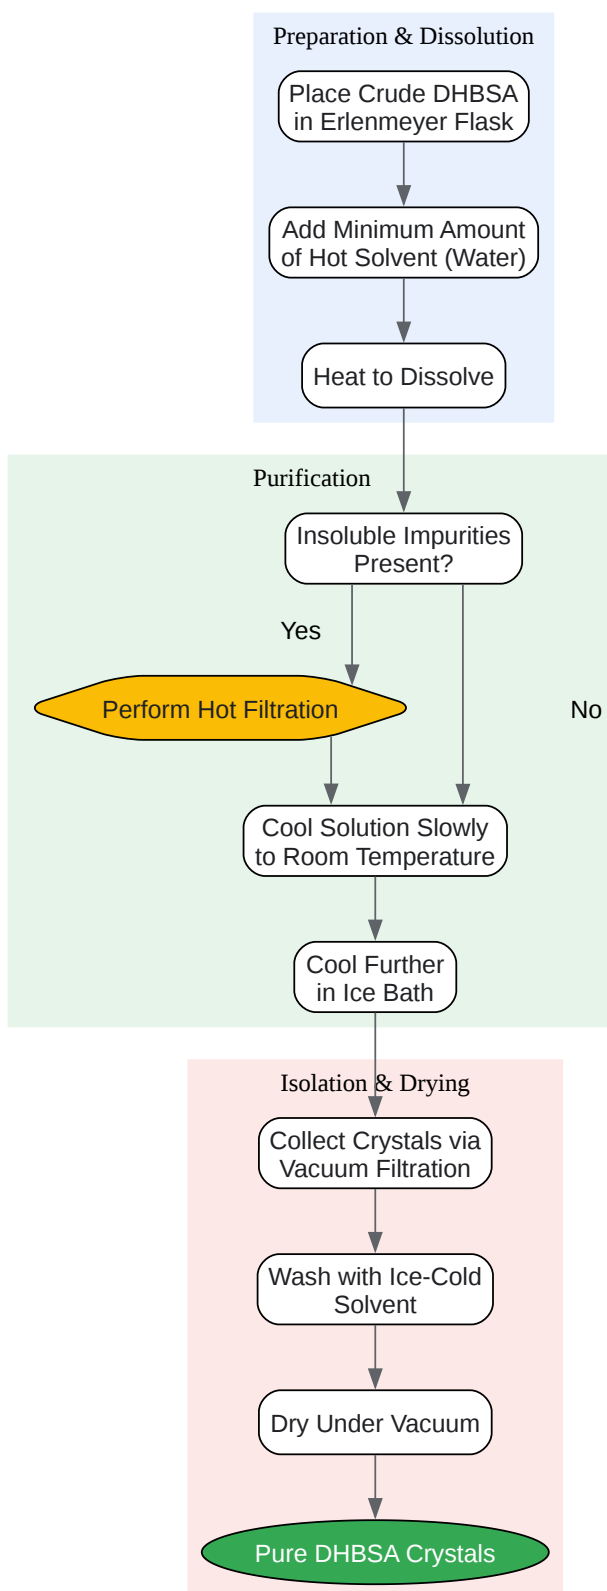 Preparation & Dissolution
Place Crude DHBSA
in Erlenmeyer Flask
Add Minimum Amount
of Hot Solvent (Water)
Heat to Dissolve
Purification
Insoluble Impurities
Present?
Yes
Perform Hot Filtration
No
Cool Solution Slowly
to Room Temperature
Cool Further
in Ice Bath
Isolation & Drying
Collect Crystals via
Vacuum Filtration
Wash with Ice-Cold
Solvent
Dry Under Vacuum
Pure DHBSA Crystals